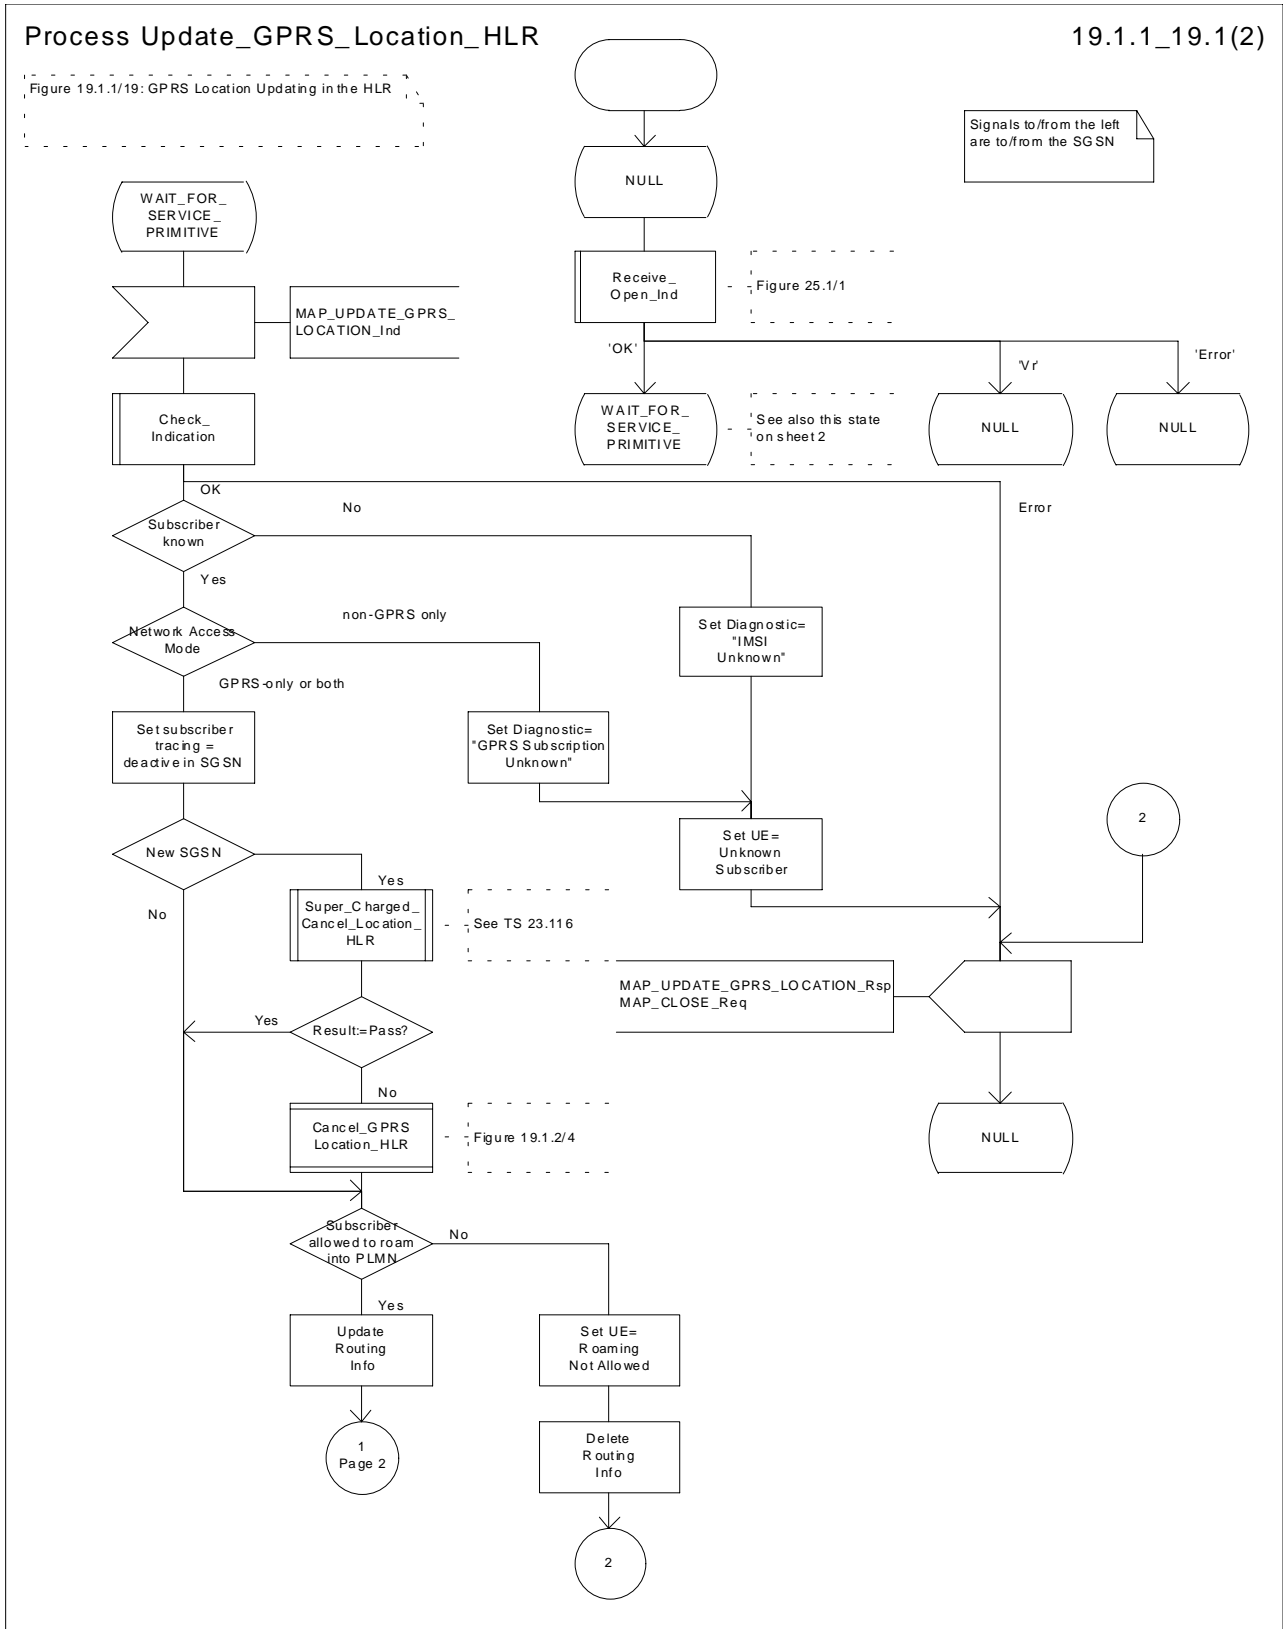 Process Update_GPRS_Location_HLR
19.1.1_19.1(2)
Figure 19.1.1/19: GPRS Location Updating in the HLR
Signals to/from the left
are to/from the SGSN
NULL
WAIT_FOR_
SERVICE_
PRIMITIVE
Receive_
Open_Ind
Figure 25.1/1
MAP_UPDATE_GPRS_
LOCATION_Ind
'OK'
'Vr'
'Error'
Check_
Indication
WAIT_FOR_
SERVICE_
PRIMITIVE
See also this state
on sheet 2
NULL
NULL
OK
No
Error
Subscriber
known
Yes
non-GPRS only
Network Access
Mode
Set Diagnostic=
"IMSI
Unknown"
GPRS-only or both
Set subscriber
tracing =
deactive in SGSN
Set Diagnostic=
"GPRS Subscription
Unknown"
2
New SGSN
Set UE=
Unknown
Subscriber
Yes
No
Super_Charged_
Cancel_Location_
HLR
See TS 23.116
MAP_UPDATE_GPRS_LOCATION_Rsp
MAP_CLOSE_Req
Yes
Result:=Pass?
No
Cancel_GPRS
Location_HLR
Figure 19.1.2/4
NULL
Subscriber
allowed to roam
into PLMN
No
Yes
Update
Routing
Info
Set UE=
Roaming
Not Allowed
1
Page 2
Delete
Routing
Info
2